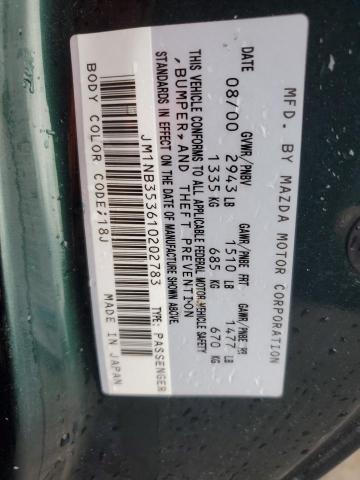 MFD. BY MAZDA MOTOR CORPORATION
DATE GVWR/PNBV GAWR/PNBE FRT GAWR/PNBE RR
08/00 2943 LB 1510 LB 1477 LB
1335 KG 685 KG 670 KG
THIS VEHICLE CONFORMS TO ALL APPLICABLE FEDERAL MOTOR VEHICLE SAFETY
, BUMPER, AND THEFT PREVENTION
STANDARDS IN EFFECT ON THE DATE OF MANUFACTURE SHOWN ABOVE.
JM1NB353610202783 TYPE: PASSENGER
BODY COLOR CODE;18J MADE IN JAPAN